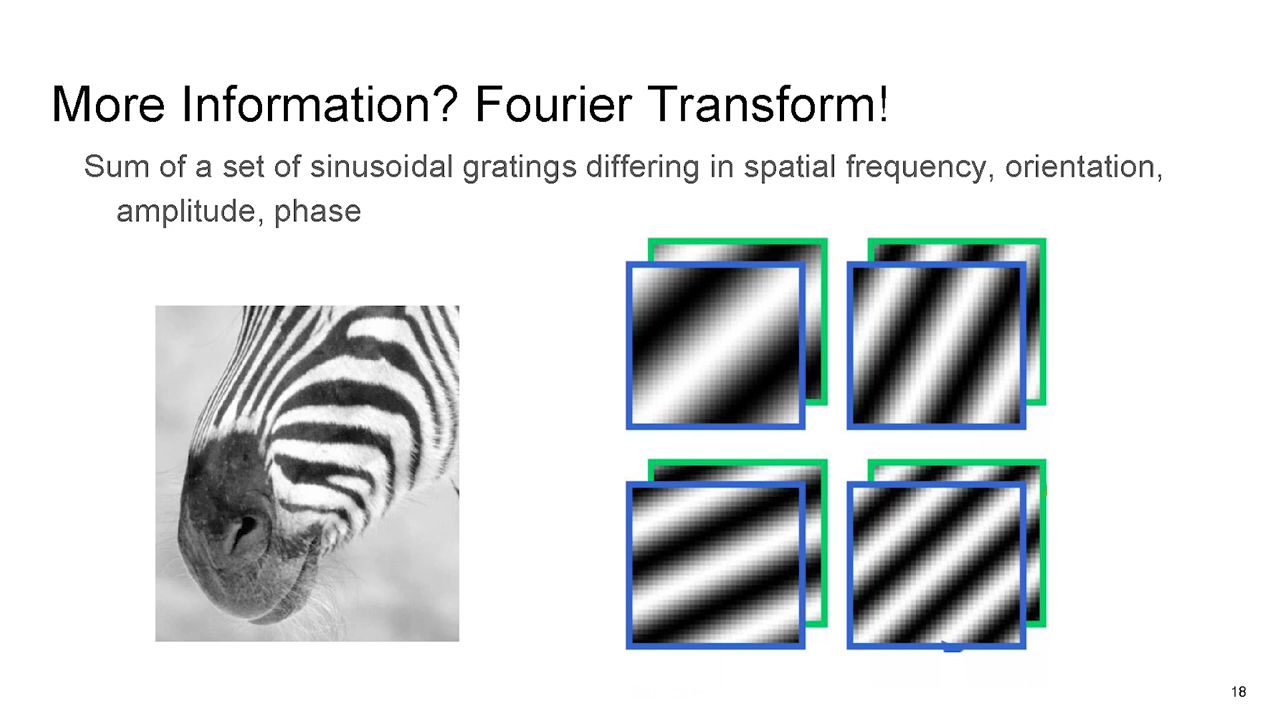 More Information? Fourier Transform!
Sum of a set of sinusoidal gratings differing in spatial frequency, orientation,
amplitude, phase
18